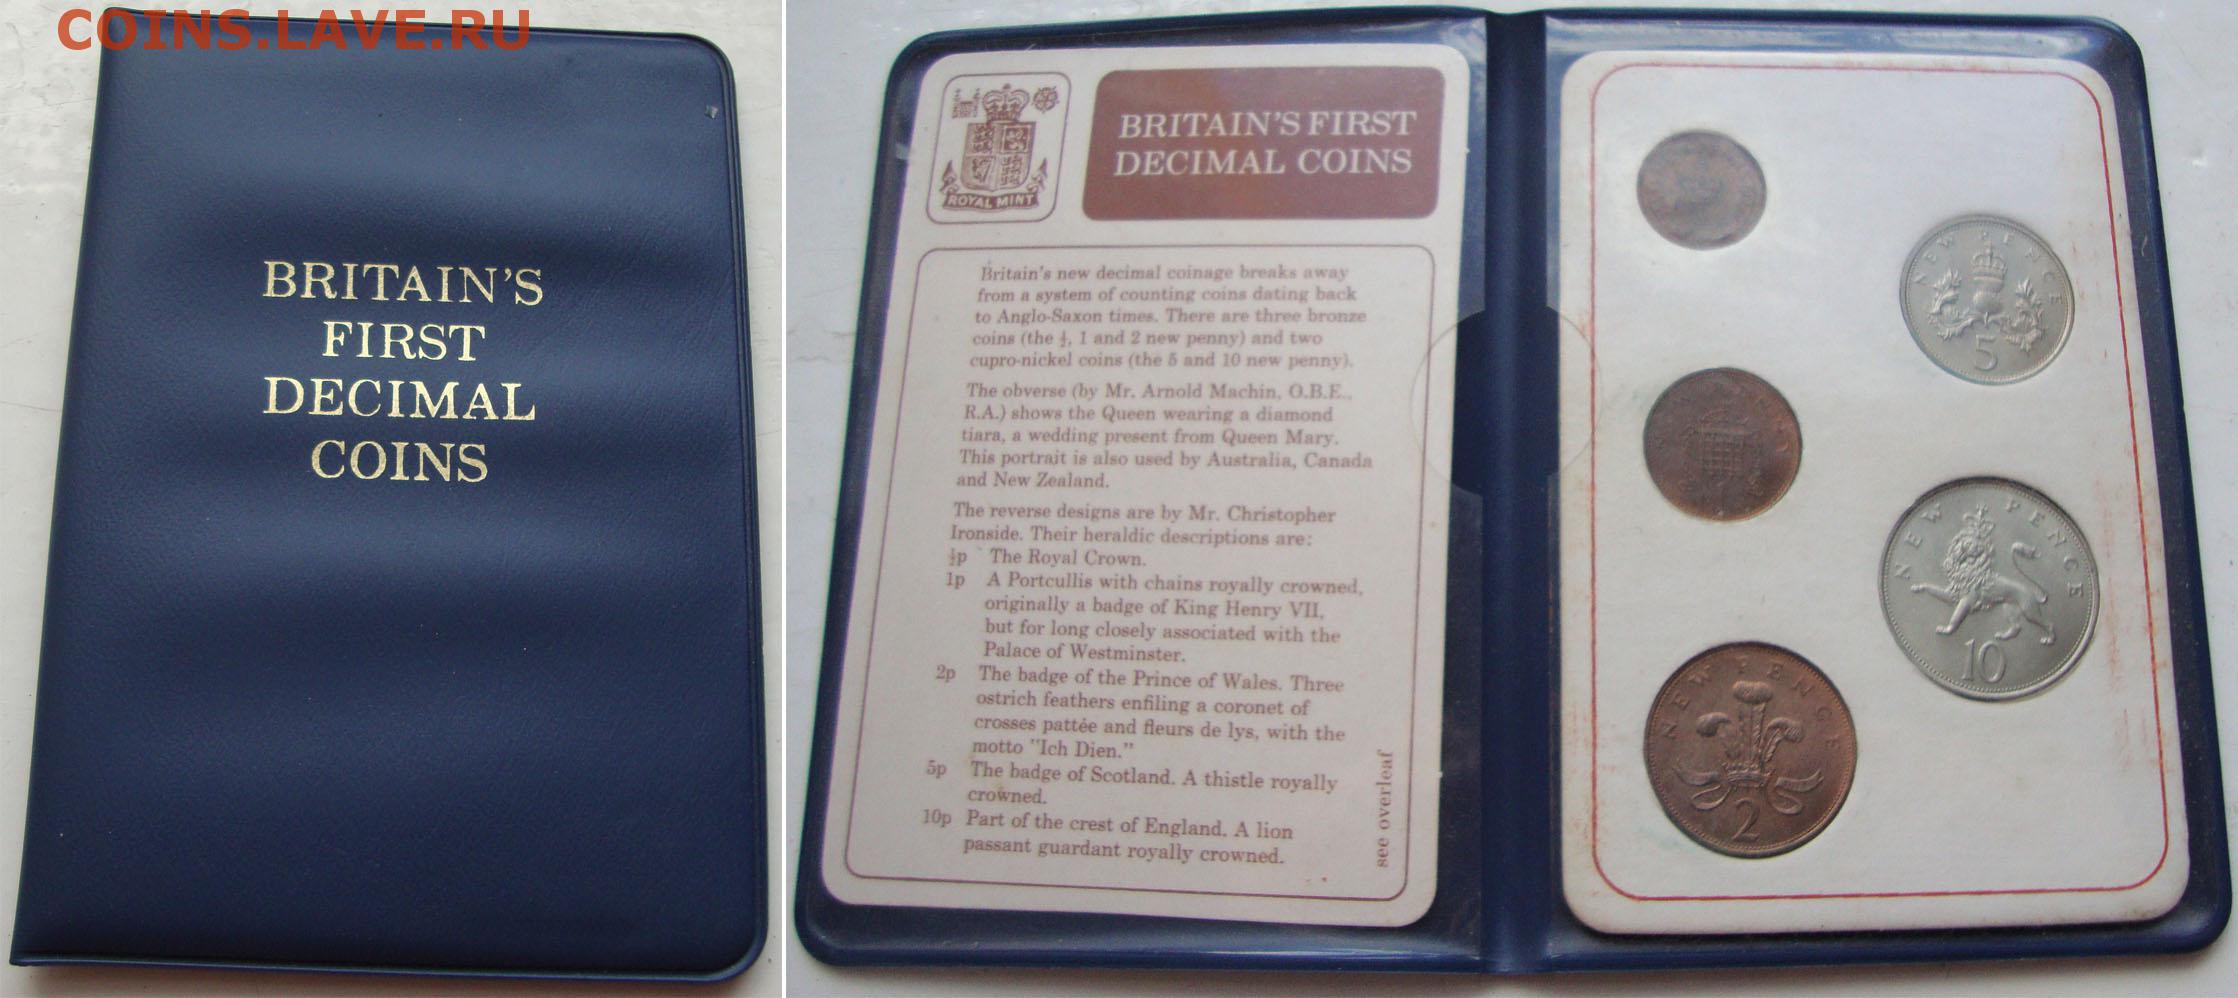 COINS.LAVE.RU
BRITAIN'S
FIRST
DECIMAL
COINS
ROYAL MINT
BRITAIN'S FIRST
DECIMAL COINS
Britain's new decimal coinage breaks away
from a system of counting coins dating back
to Anglo-Saxon times. There are three bronze
coins (the ½, 1 and 2 new penny) and two
cupro-nickel coins (the 5 and 10 new penny).
The obverse (by Mr. Arnold Machin, O.B.E.,
R.A.) shows the Queen wearing a diamond
tiara, a wedding present from Queen Mary.
This portrait is also used by Australia, Canada
and New Zealand.
The reverse designs are by Mr. Christopher
Ironside. Their heraldic descriptions are:
½p The Royal Crown.
1p A Portcullis with chains royally crowned,
originally a badge of King Henry VII,
but for long closely associated with the
Palace of Westminster.
2p The badge of the Prince of Wales. Three
ostrich feathers enfiling a coronet of
crosses pattée and fleurs de lys, with the
motto "Ich Dien."
5p The badge of Scotland. A thistle royally
crowned.
10p Part of the crest of England. A lion
passant guardant royally crowned.
see overleaf
NEW PENCE
5
NEW PENCE
10
NEW PENCE
2